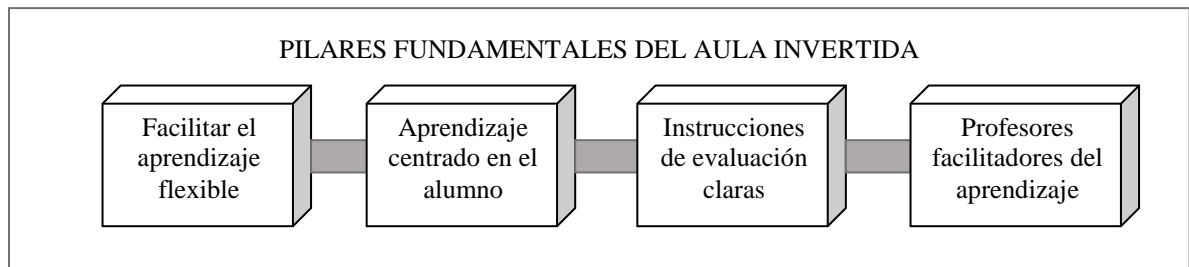 PILARES FUNDAMENTALES DEL AULA INVERTIDA
Facilitar el
aprendizaje
flexible
Aprendizaje
centrado en el
alumno
Instrucciones
de evaluación
claras
Profesores
facilitadores del
aprendizaje